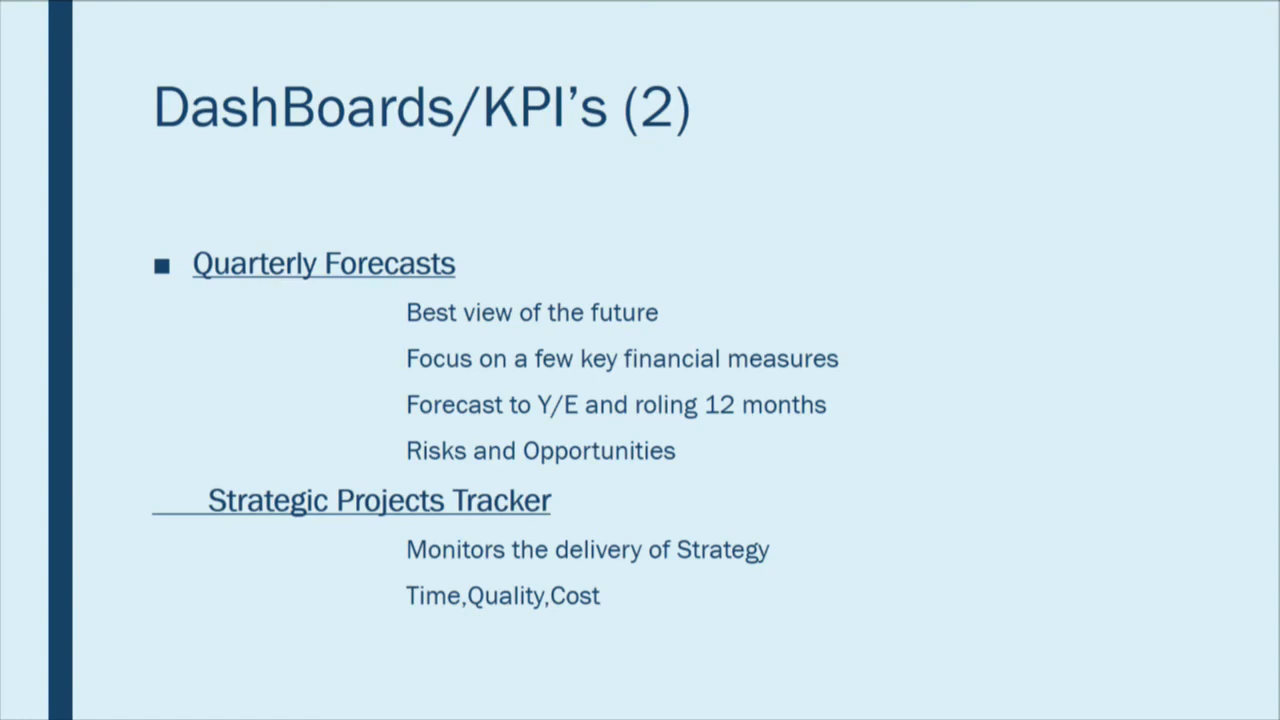 DashBoards/KPI’s (2)
■ Quarterly Forecasts
Best view of the future
Focus on a few key financial measures
Forecast to Y/E and roling 12 months
Risks and Opportunities
Strategic Projects Tracker
Monitors the delivery of Strategy
Time,Quality,Cost